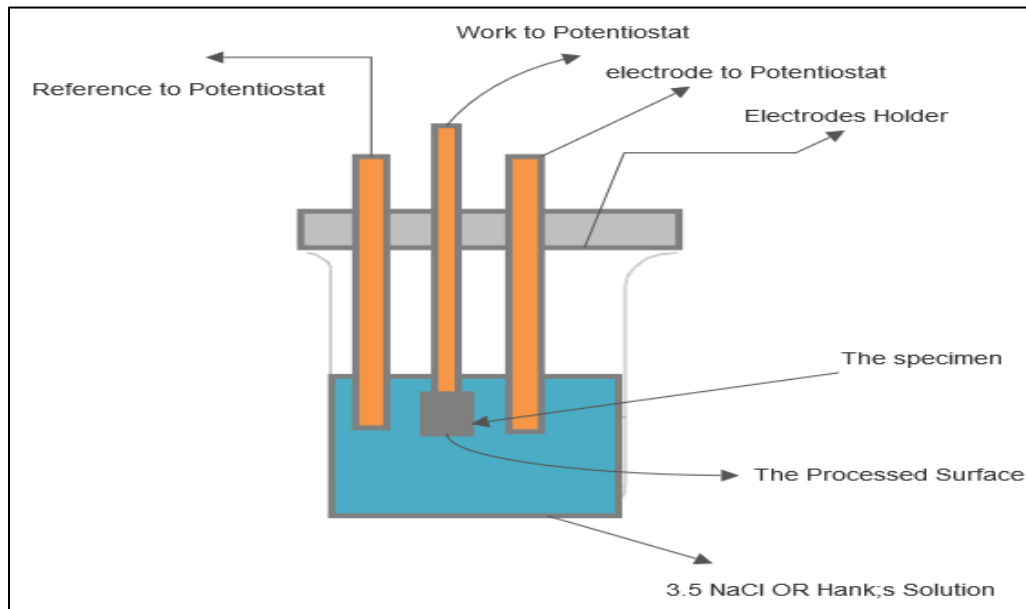 Work to Potentiostat
Reference to Potentiostat
electrode to Potentiostat
Electrodes Holder
The specimen
The Processed Surface
3.5 NaCl OR Hank;s Solution